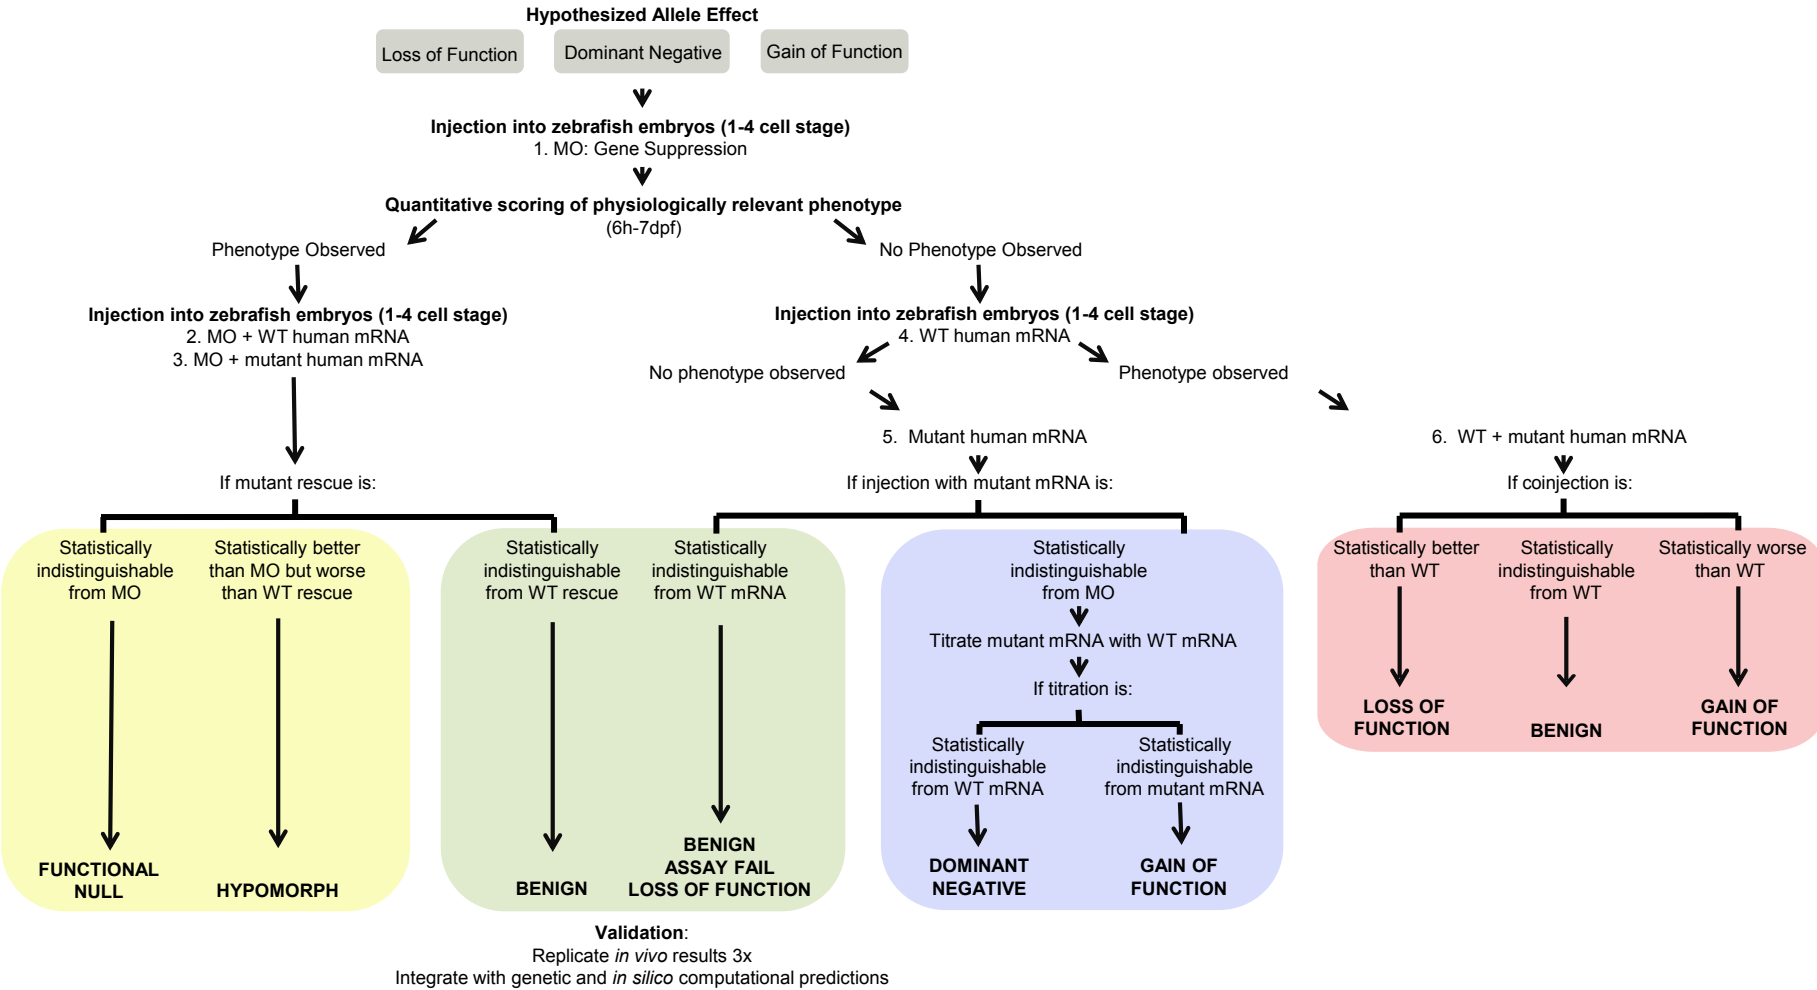 Hypothesized Allele Effect
Loss of Function
Dominant Negative
Gain of Function
Injection into zebrafish embryos (1-4 cell stage)
1. MO: Gene Suppression
Quantitative scoring of physiologically relevant phenotype
(6h-7dpf)
Phenotype Observed
No Phenotype Observed
Injection into zebrafish embryos (1-4 cell stage)
2. MO + WT human mRNA
3. MO + mutant human mRNA
Injection into zebrafish embryos (1-4 cell stage)
4. WT human mRNA
No phenotype observed
Phenotype observed
5. Mutant human mRNA
6. WT + mutant human mRNA
If mutant rescue is:
If injection with mutant mRNA is:
If coinjection is:
Statistically
indistinguishable
from MO
Statistically better
than MO but worse
than WT rescue
Statistically
indistinguishable
from WT rescue
Statistically
indistinguishable
from WT mRNA
Statistically
indistinguishable
from MO
Titrate mutant mRNA with WT mRNA
If titration is:
Statistically
indistinguishable
from WT mRNA
Statistically
indistinguishable
from mutant mRNA
Statistically better
than WT
Statistically
indistinguishable
from WT
Statistically worse
than WT
LOSS OF
FUNCTION
BENIGN
GAIN OF
FUNCTION
FUNCTIONAL
NULL
HYPOMORPH
BENIGN
BENIGN
ASSAY FAIL
LOSS OF FUNCTION
DOMINANT
NEGATIVE
GAIN OF
FUNCTION
Validation:
Replicate in vivo results 3x
Integrate with genetic and in silico computational predictions